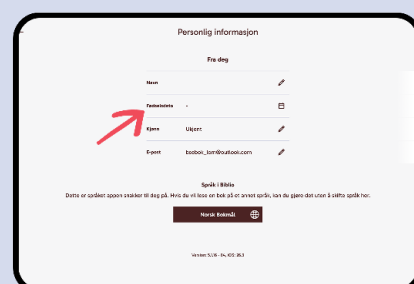 Personlig informasjon
Fra deg
Navn
Fødselsdato -
Kjønn Ukjent
E-post
Språk i Biblio
Dette er språket appen snakker til deg på. Hvis du vil lese en bok på et annet språk, kan du gjøre det uten å skifte språk her.
Norsk Bokmål